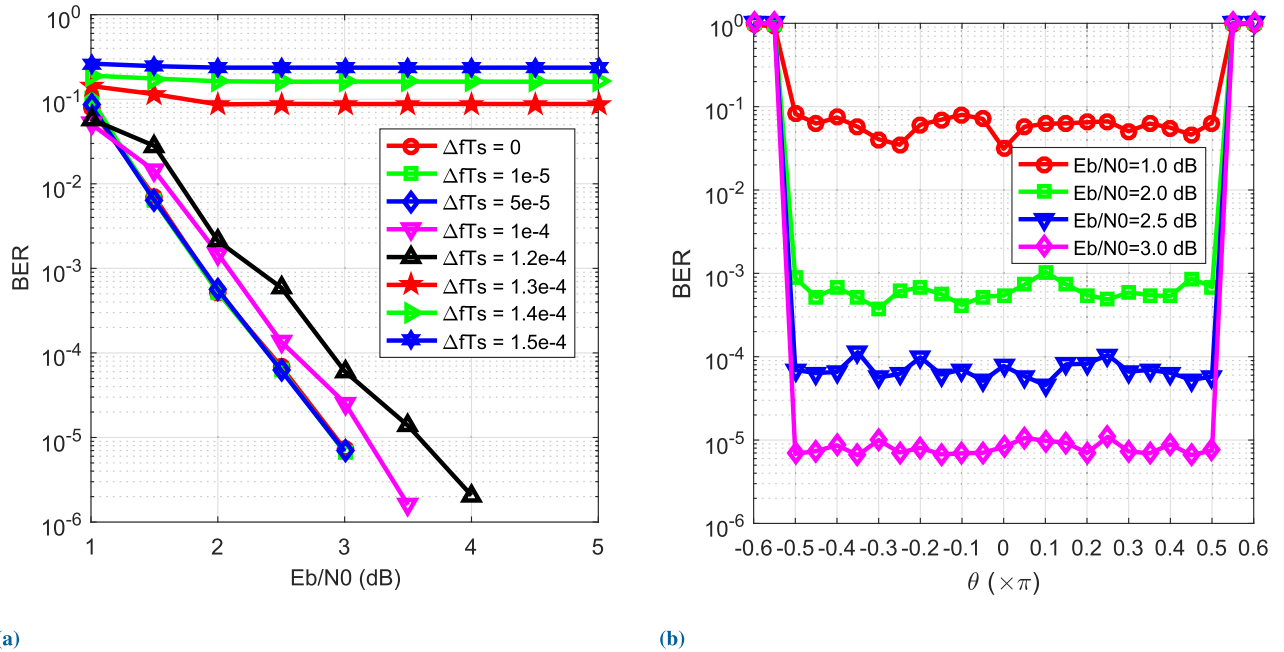 10^0
10^-1
10^-2
10^-3
10^-4
10^-5
10^-6
BER
1 2 3 4 5
Eb/N0 (dB)
ΔfTs = 0
ΔfTs = 1e-5
ΔfTs = 5e-5
ΔfTs = 1e-4
ΔfTs = 1.2e-4
ΔfTs = 1.3e-4
ΔfTs = 1.4e-4
ΔfTs = 1.5e-4
10^0
10^-1
10^-2
10^-3
10^-4
10^-5
10^-6
BER
-0.6 -0.5 -0.4 -0.3 -0.2 -0.1 0 0.1 0.2 0.3 0.4 0.5 0.6
θ (×π)
Eb/N0=1.0 dB
Eb/N0=2.0 dB
Eb/N0=2.5 dB
Eb/N0=3.0 dB
(a)
(b)